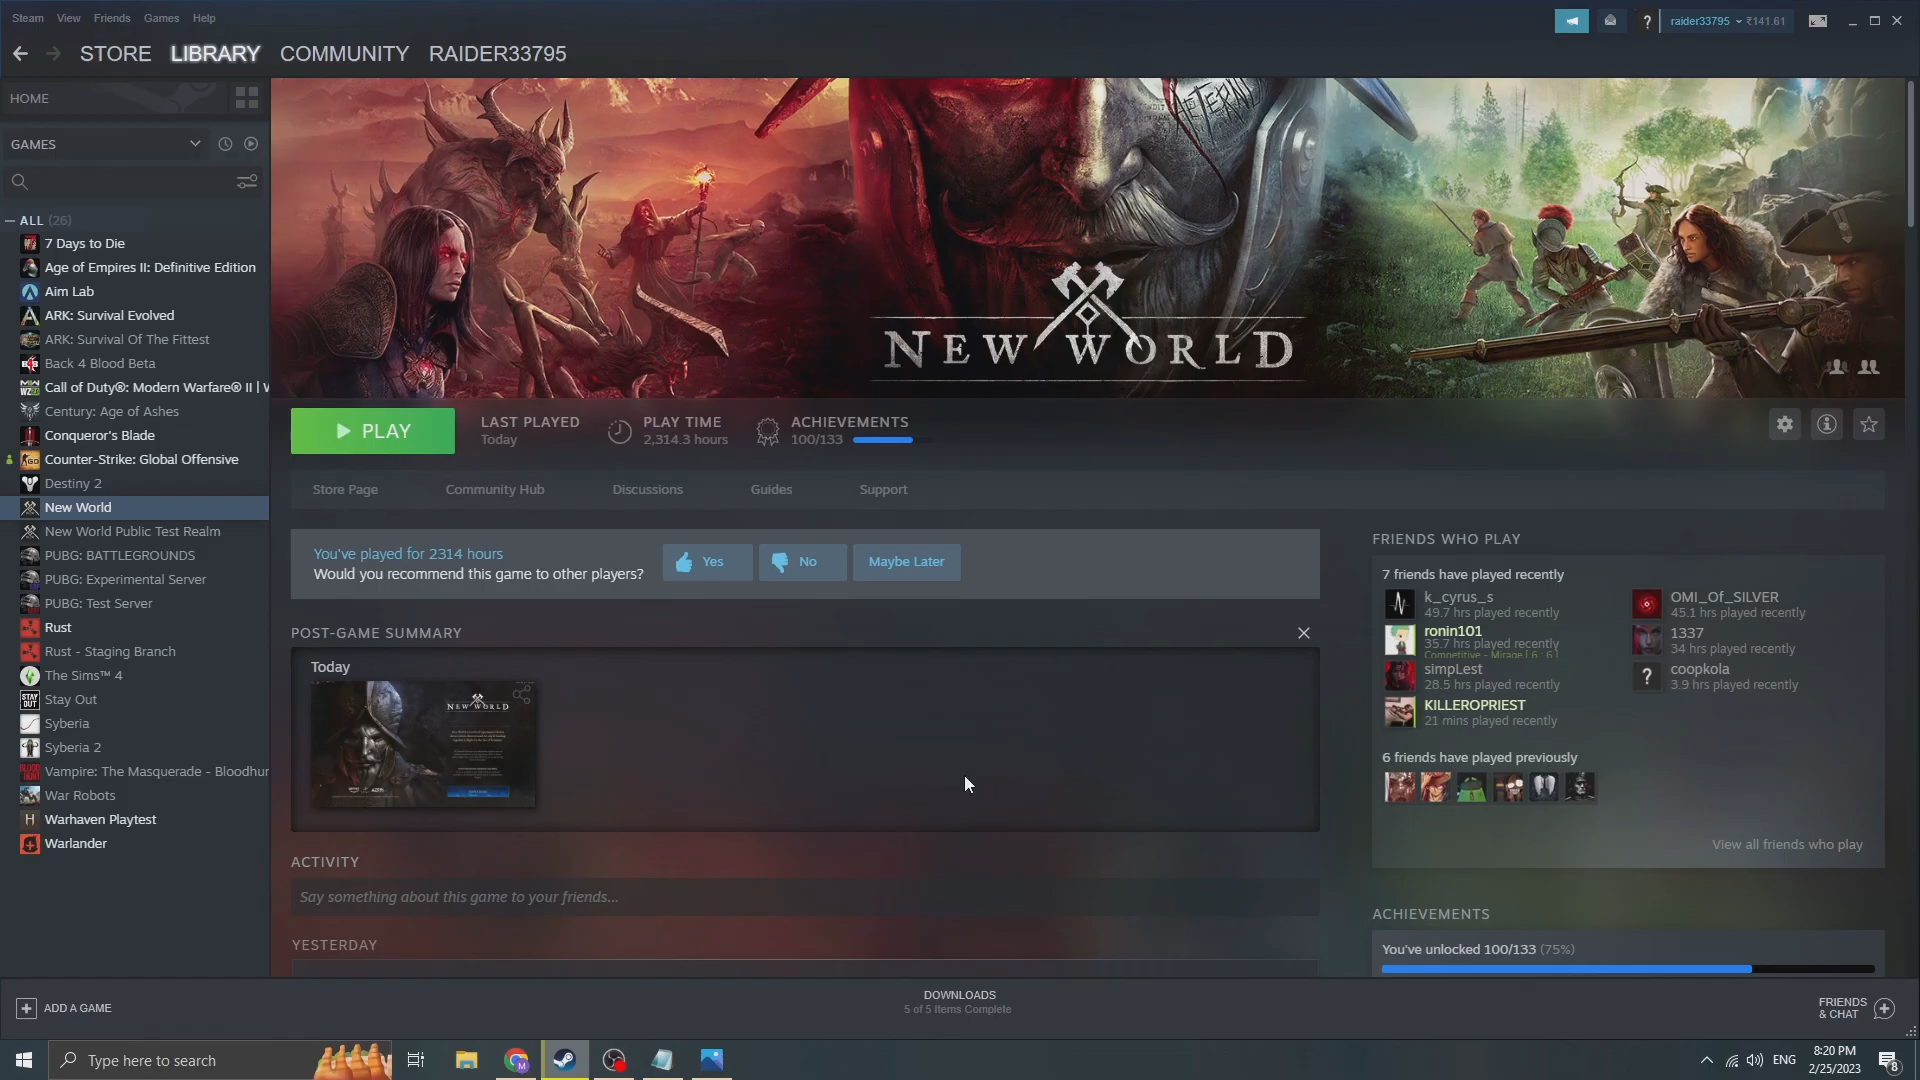 Steam View Friends Games Help
raider33795 ₹141.61
STORE LIBRARY COMMUNITY RAIDER33795
HOME
GAMES
ALL (26)
7 Days to Die
Age of Empires II: Definitive Edition
Aim Lab
ARK: Survival Evolved
ARK: Survival Of The Fittest
Back 4 Blood Beta
Call of Duty®: Modern Warfare® II | W
Century: Age of Ashes
Conqueror's Blade
Counter-Strike: Global Offensive
Destiny 2
New World
New World Public Test Realm
PUBG: BATTLEGROUNDS
PUBG: Experimental Server
PUBG: Test Server
Rust
Rust - Staging Branch
The Sims™ 4
Stay Out
Syberia
Syberia 2
Vampire: The Masquerade - Bloodhun
War Robots
Warhaven Playtest
Warlander
NEW WORLD
PLAY
LAST PLAYED
Today
PLAY TIME
2,314.3 hours
ACHIEVEMENTS
100/133
Store Page Community Hub Discussions Guides Support
You've played for 2314 hours
Would you recommend this game to other players?
Yes No Maybe Later
POST-GAME SUMMARY
Today
NEW WORLD
ACTIVITY
Say something about this game to your friends...
YESTERDAY
FRIENDS WHO PLAY
7 friends have played recently
k_cyrus_s
49.7 hrs played recently
OMI_Of_SILVER
45.1 hrs played recently
ronin101
35.7 hrs played recently
Competitive - Mirage [ 6 : 6 ]
1337
34 hrs played recently
simpLest
28.5 hrs played recently
coopkola
3.9 hrs played recently
KILLEROPRIEST
21 mins played recently
6 friends have played previously
View all friends who play
ACHIEVEMENTS
You've unlocked 100/133 (75%)
ADD A GAME
DOWNLOADS
5 of 5 Items Complete
FRIENDS
& CHAT
Type here to search
ENG
8:20 PM
2/25/2023
8